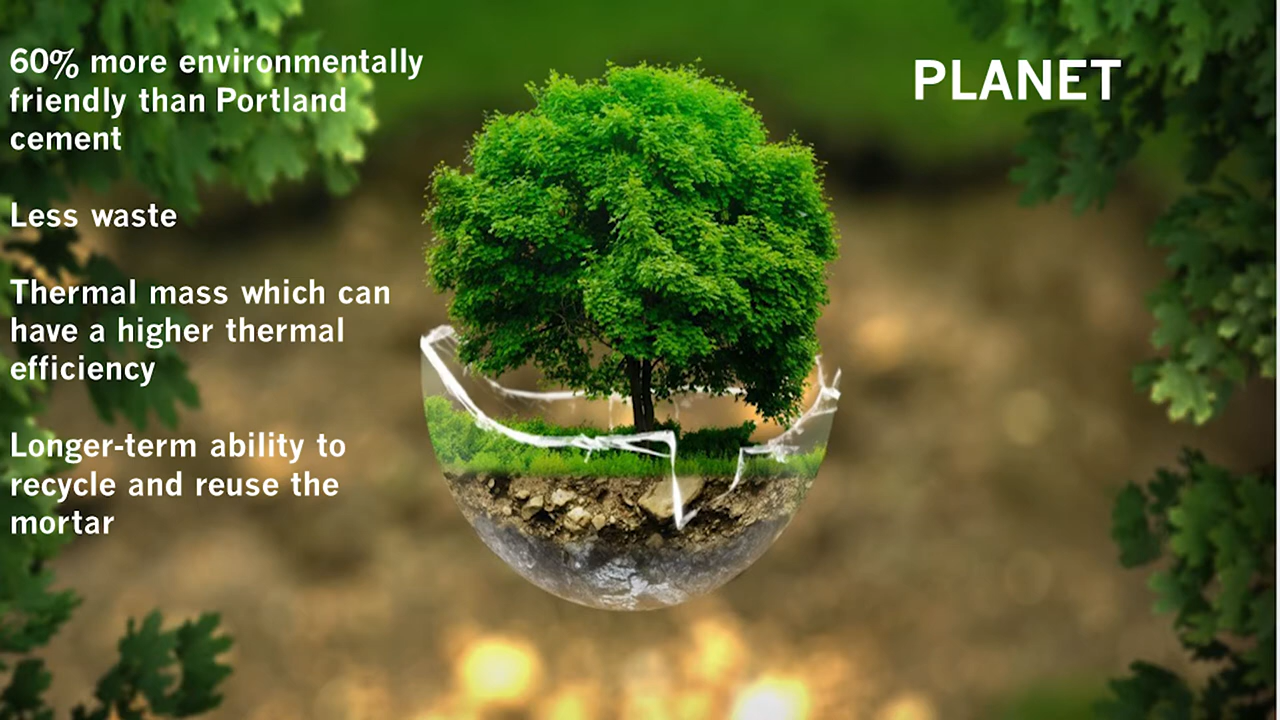 60% more environmentally
friendly than Portland
cement
Less waste
Thermal mass which can
have a higher thermal
efficiency
Longer-term ability to
recycle and reuse the
mortar
PLANET